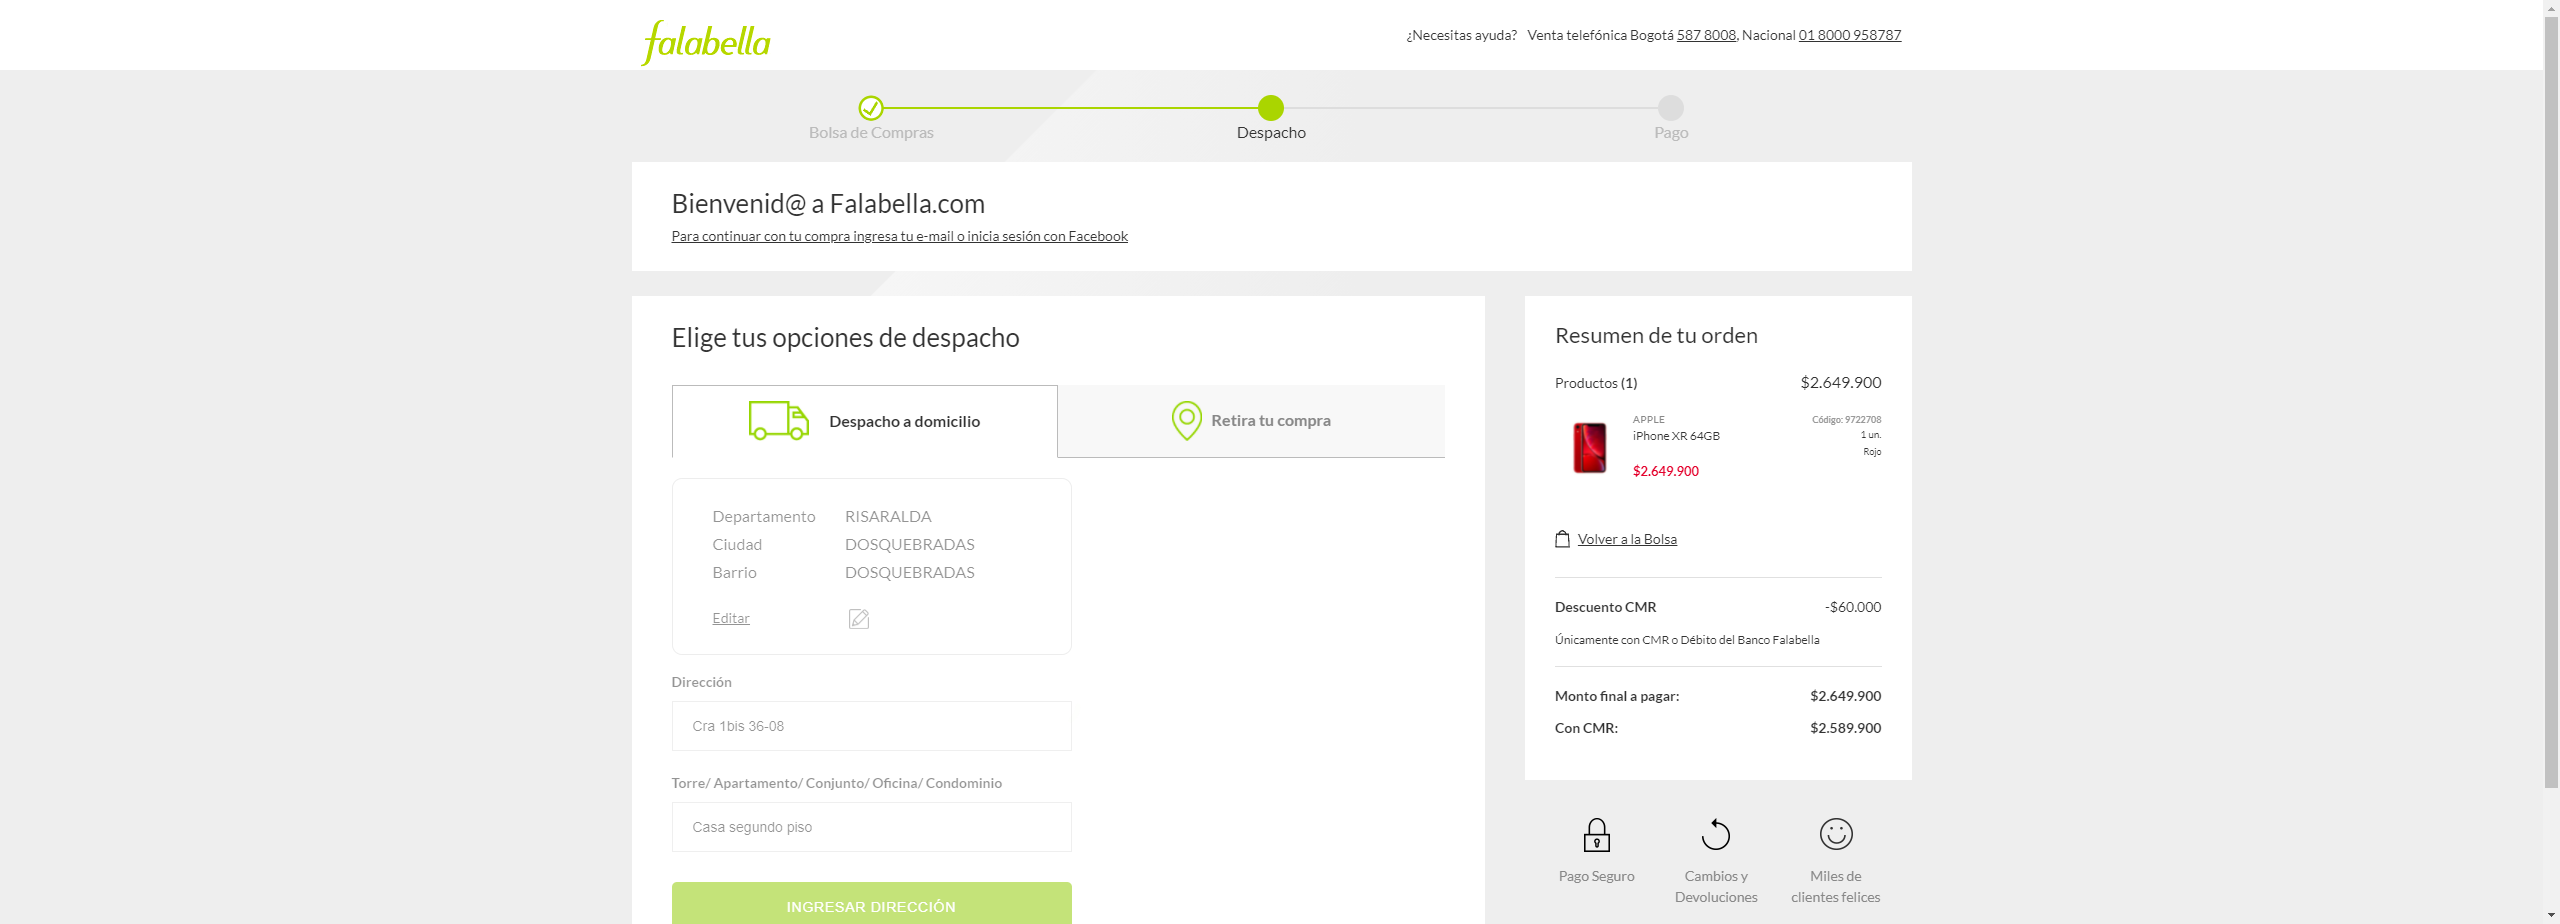 falabella
¿Necesitas ayuda? Venta telefónica Bogotá 587 8008, Nacional 01 8000 958787
Bolsa de Compras
Despacho
Pago
Bienvenid@ a Falabella.com
Para continuar con tu compra ingresa tu e-mail o inicia sesión con Facebook
Elige tus opciones de despacho
Despacho a domicilio
Retira tu compra
Departamento RISARALDA
Ciudad DOSQUEBRADAS
Barrio DOSQUEBRADAS
Editar
Dirección
Cra 1bis 36-08
Torre/ Apartamento/ Conjunto/ Oficina/ Condominio
Casa segundo piso
INGRESAR DIRECCIÓN
Resumen de tu orden
Productos (1) $2.649.900
APPLE Código: 9722708
iPhone XR 64GB 1 un.
Rojo
$2.649.900
Volver a la Bolsa
Descuento CMR -$60.000
Únicamente con CMR o Débito del Banco Falabella
Monto final a pagar: $2.649.900
Con CMR: $2.589.900
Pago Seguro
Cambios y
Devoluciones
Miles de
clientes felices